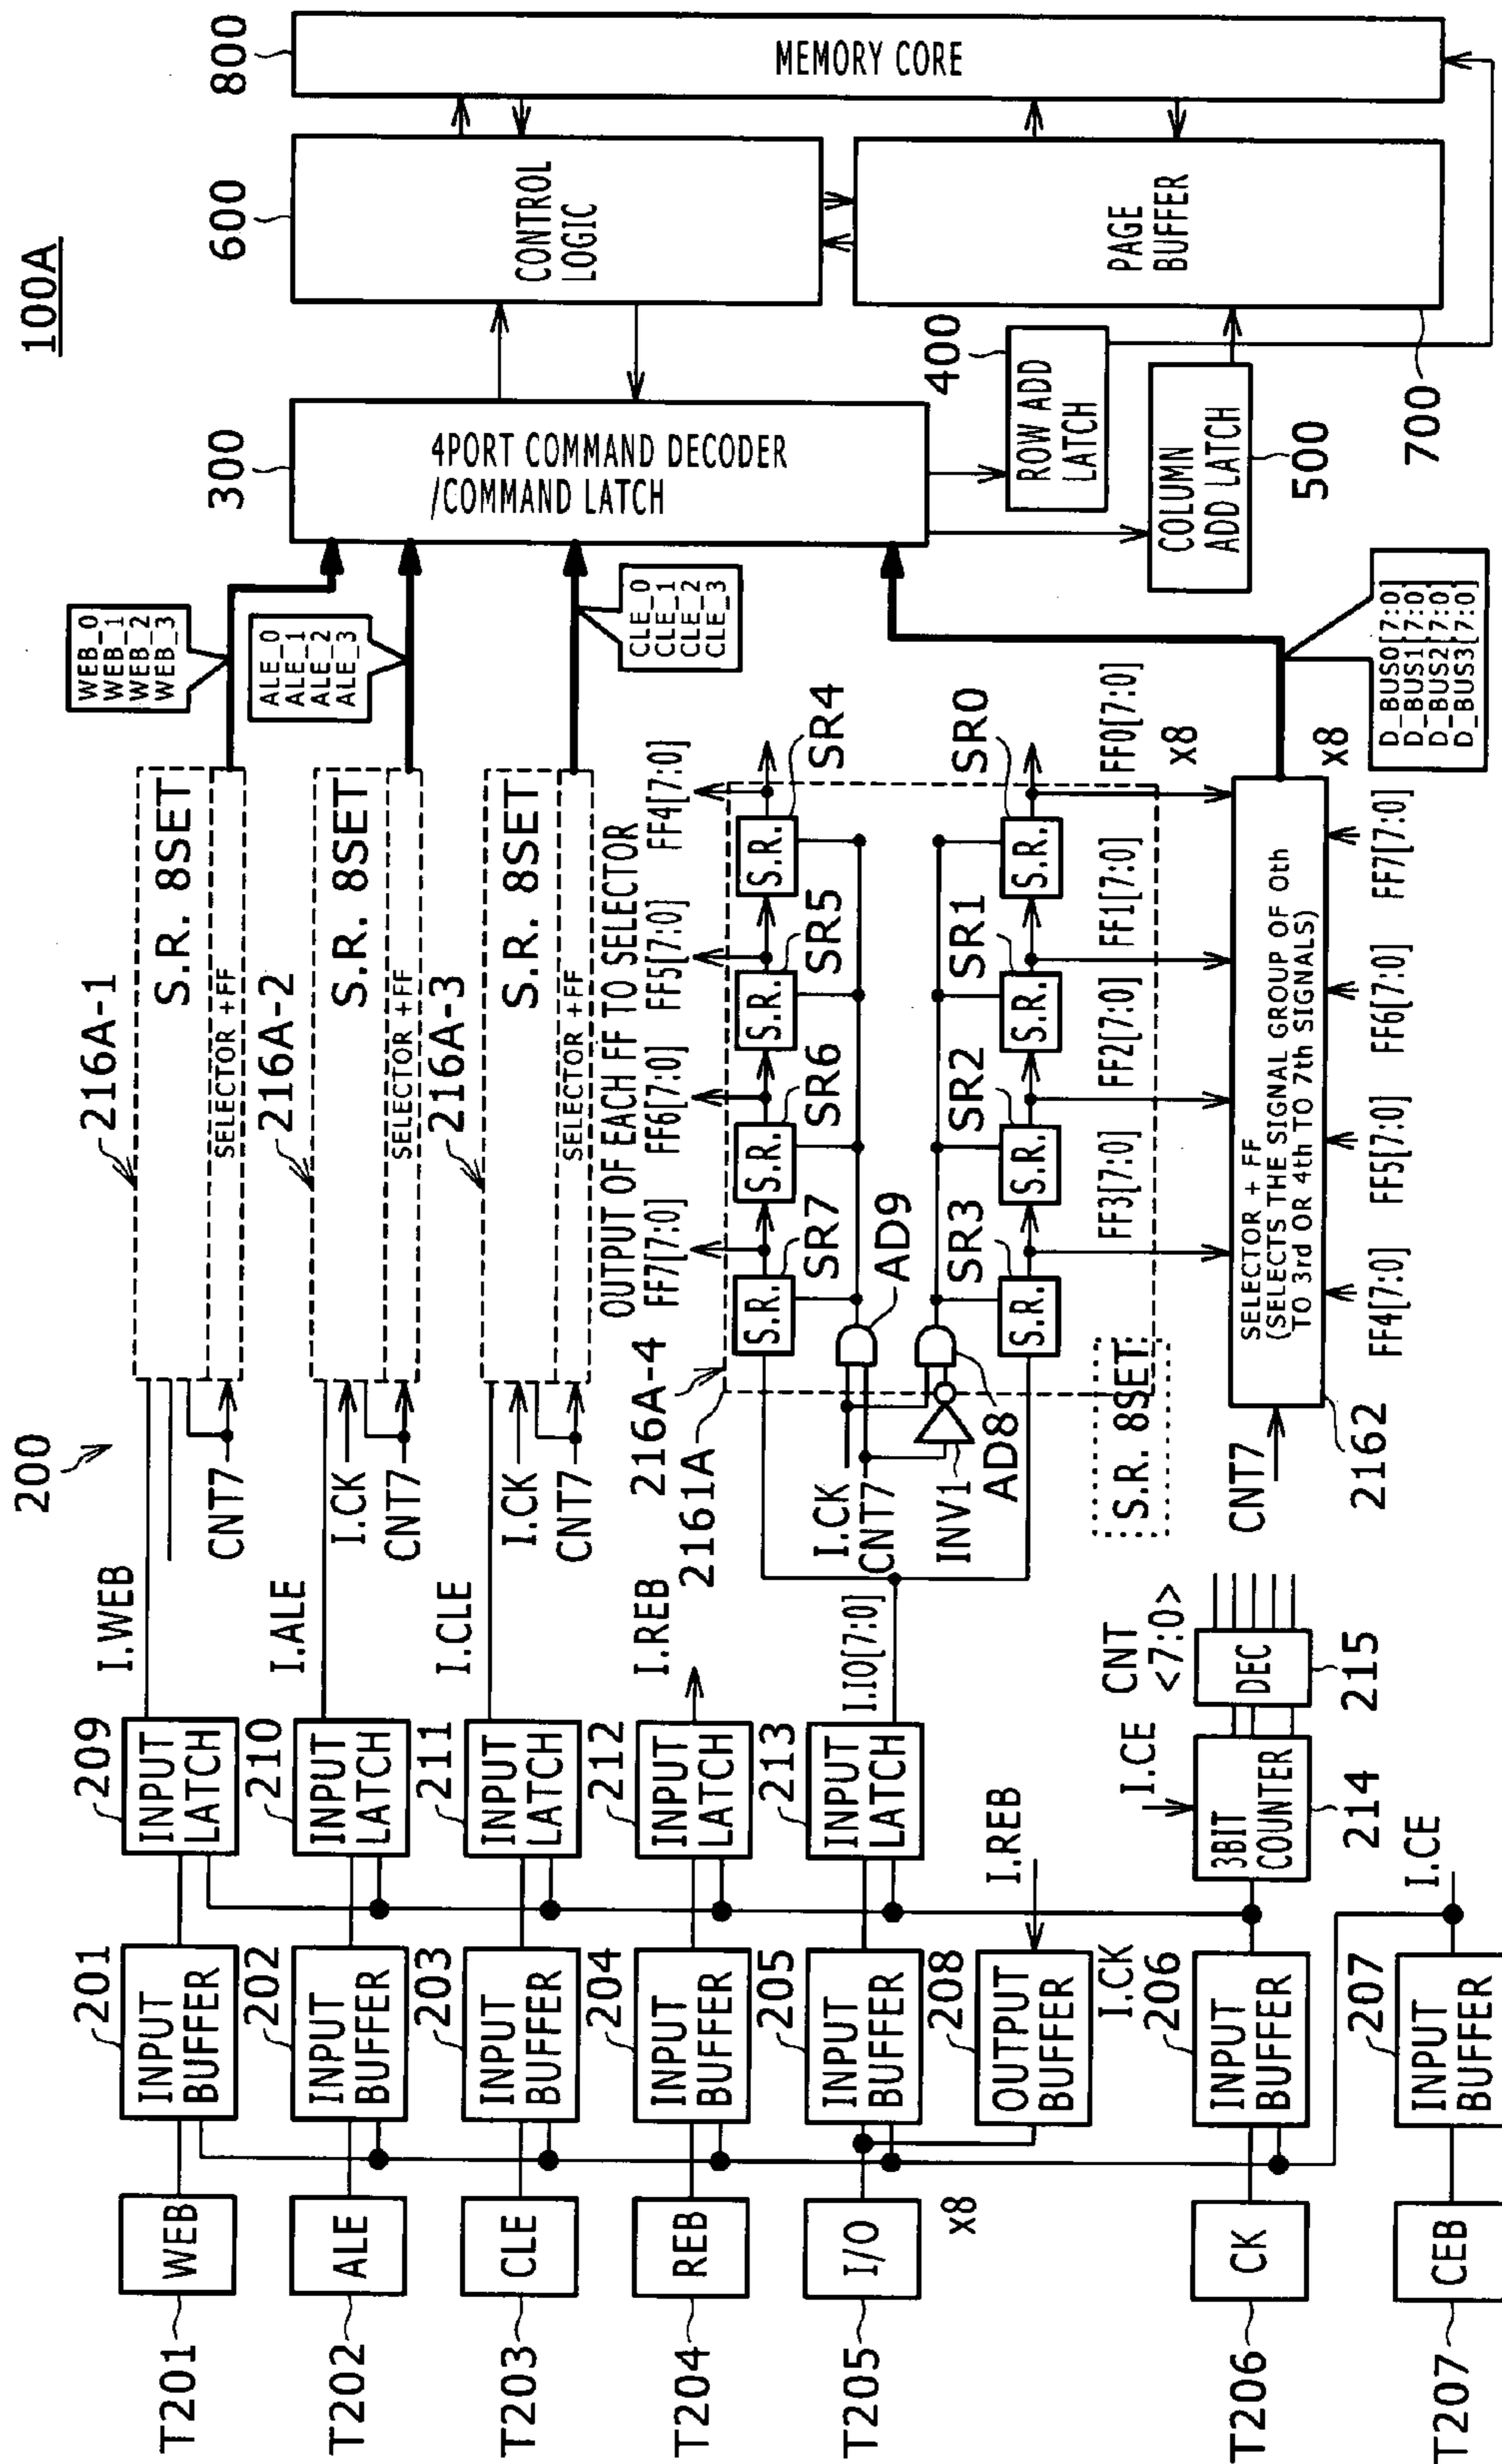 100A
200
T201
WEB
201
INPUT
BUFFER
209
INPUT
LATCH
I.WEB
CNT7
216A-1
S.R. 8SET
SELECTOR +FF
WEB_0
WEB_1
WEB_2
WEB_3
T202
ALE
202
INPUT
BUFFER
210
INPUT
LATCH
I.ALE
I.CK
CNT7
216A-2
S.R. 8SET
SELECTOR +FF
ALE_0
ALE_1
ALE_2
ALE_3
T203
CLE
203
INPUT
BUFFER
211
INPUT
LATCH
I.CLE
I.CK
CNT7
216A-3
S.R. 8SET
SELECTOR +FF
CLE_0
CLE_1
CLE_2
CLE_3
T204
REB
204
INPUT
BUFFER
212
INPUT
LATCH
I.REB
T205
I/O
x8
205
INPUT
BUFFER
213
INPUT
LATCH
I.IO[7:0]
208
OUTPUT
BUFFER
I.REB
T206
CK
I.CK
206
INPUT
BUFFER
I.CE
3BIT
COUNTER
214
CNT
<7:0>
DEC
215
T207
CEB
207
INPUT
BUFFER
I.CE
OUTPUT OF EACH FF TO SELECTOR
FF7[7:0]
FF6[7:0]
FF5[7:0]
FF4[7:0]
216A-4
2161A
S.R.
SR7
S.R.
SR6
S.R.
SR5
S.R.
SR4
I.CK
CNT7
INV1
AD9
AD8
S.R.
SR3
S.R.
SR2
S.R.
SR1
S.R.
SR0
S.R. 8SET
FF3[7:0]
FF2[7:0]
FF1[7:0]
FF0[7:0]
x8
CNT7
2162
SELECTOR + FF
(SELECTS THE SIGNAL GROUP OF 0th
TO 3rd OR 4th TO 7th SIGNALS)
FF4[7:0]
FF5[7:0]
FF6[7:0]
FF7[7:0]
x8
D_BUS0[7:0]
D_BUS1[7:0]
D_BUS2[7:0]
D_BUS3[7:0]
300
4PORT COMMAND DECODER
/COMMAND LATCH
400
ROW ADD
LATCH
COLUMN
ADD LATCH
500
600
CONTROL
LOGIC
PAGE
BUFFER
700
800
MEMORY CORE